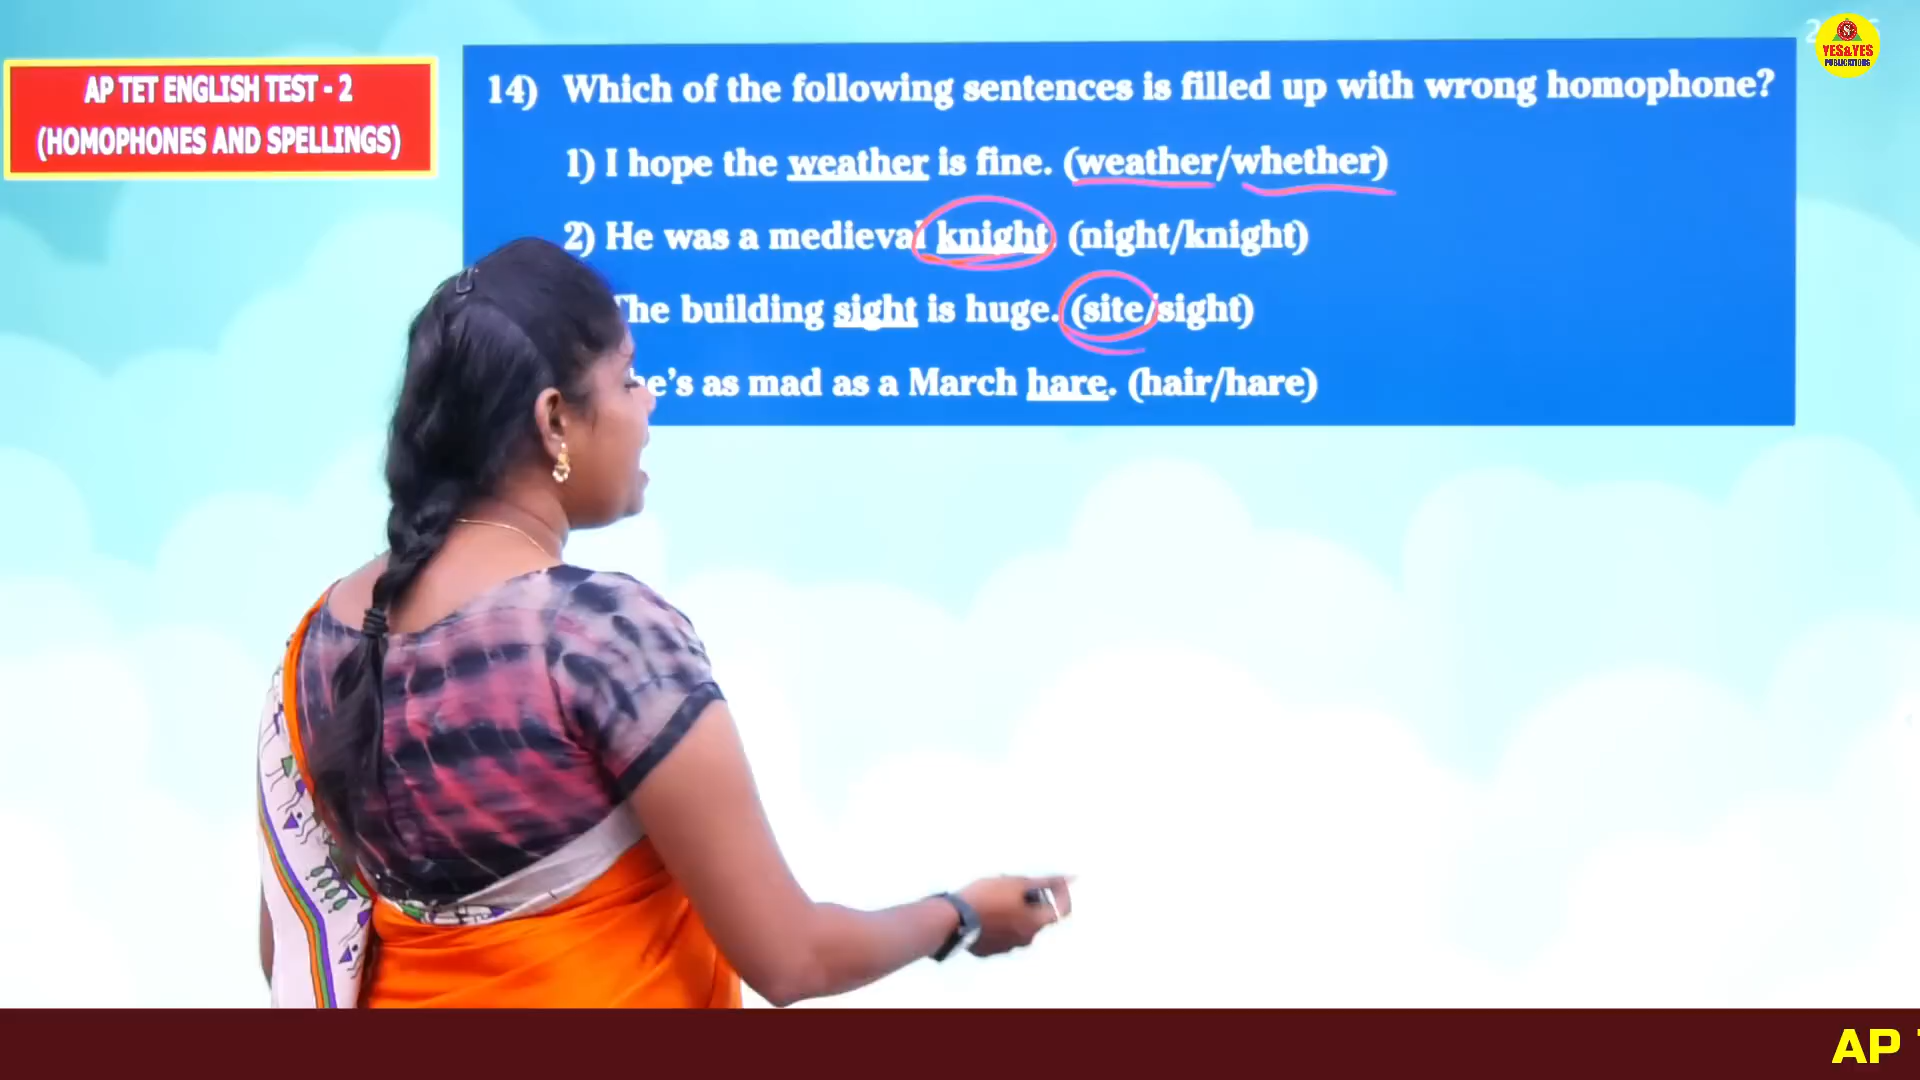 AP TET ENGLISH TEST - 2
(HOMOPHONES AND SPELLINGS)
14) Which of the following sentences is filled up with wrong homophone?
1) I hope the weather is fine. (weather/whether)
2) He was a medieval knight (night/knight)
building sight is huge. (site/sight)
as mad as a March hare. (hair/hare)
YES&YES
PUBLICATIONS
AP